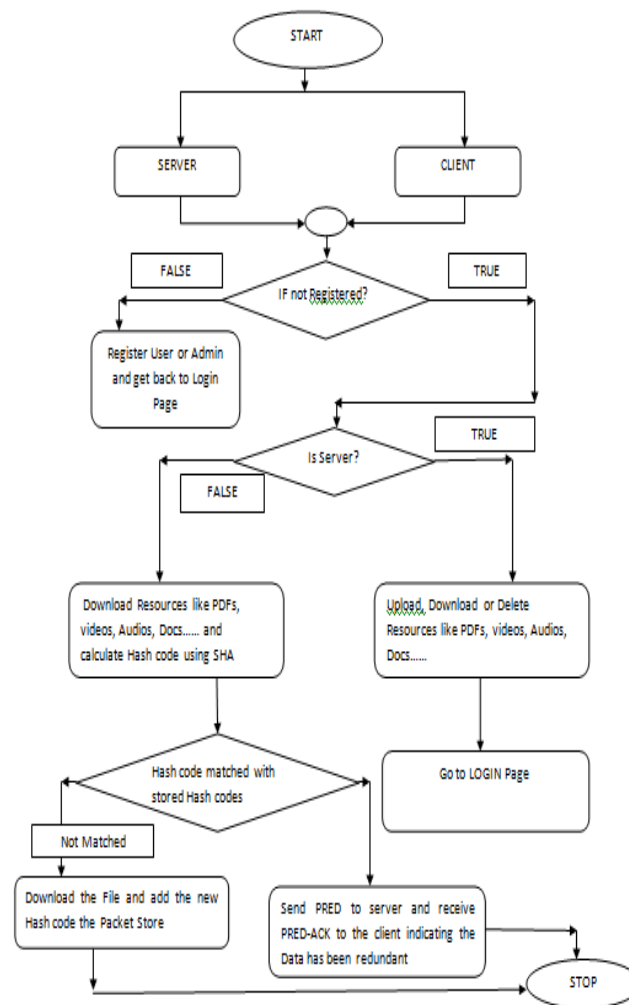 START
SERVER
CLIENT
FALSE
TRUE
IF not Registered?
Register User or Admin
and get back to Login
Page
TRUE
Is Server?
FALSE
Download Resources like PDFs,
videos, Audios, Docs...... and
calculate Hash code using SHA
Upload, Download or Delete
Resources like PDFs, videos, Audios,
Docs......
Hash code matched with
stored Hash codes
Go to LOGIN Page
Not Matched
Download the File and add the new
Hash code the Packet Store
Send PRED to server and receive
PRED-ACK to the client indicating the
Data has been redundant
STOP